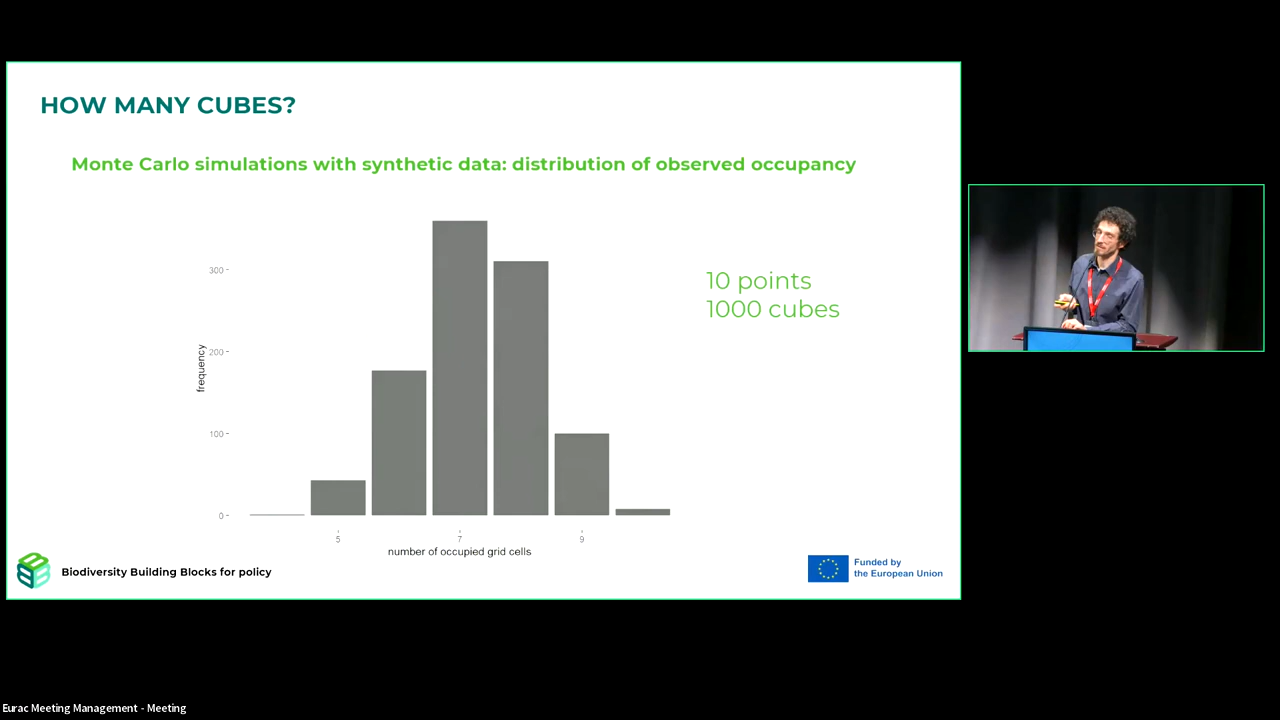 HOW MANY CUBES?
Monte Carlo simulations with synthetic data: distribution of observed occupancy
10 points
1000 cubes
300
200
100
0
frequency
5
7
9
number of occupied grid cells
Biodiversity Building Blocks for policy
Funded by
the European Union
Eurac Meeting Management - Meeting